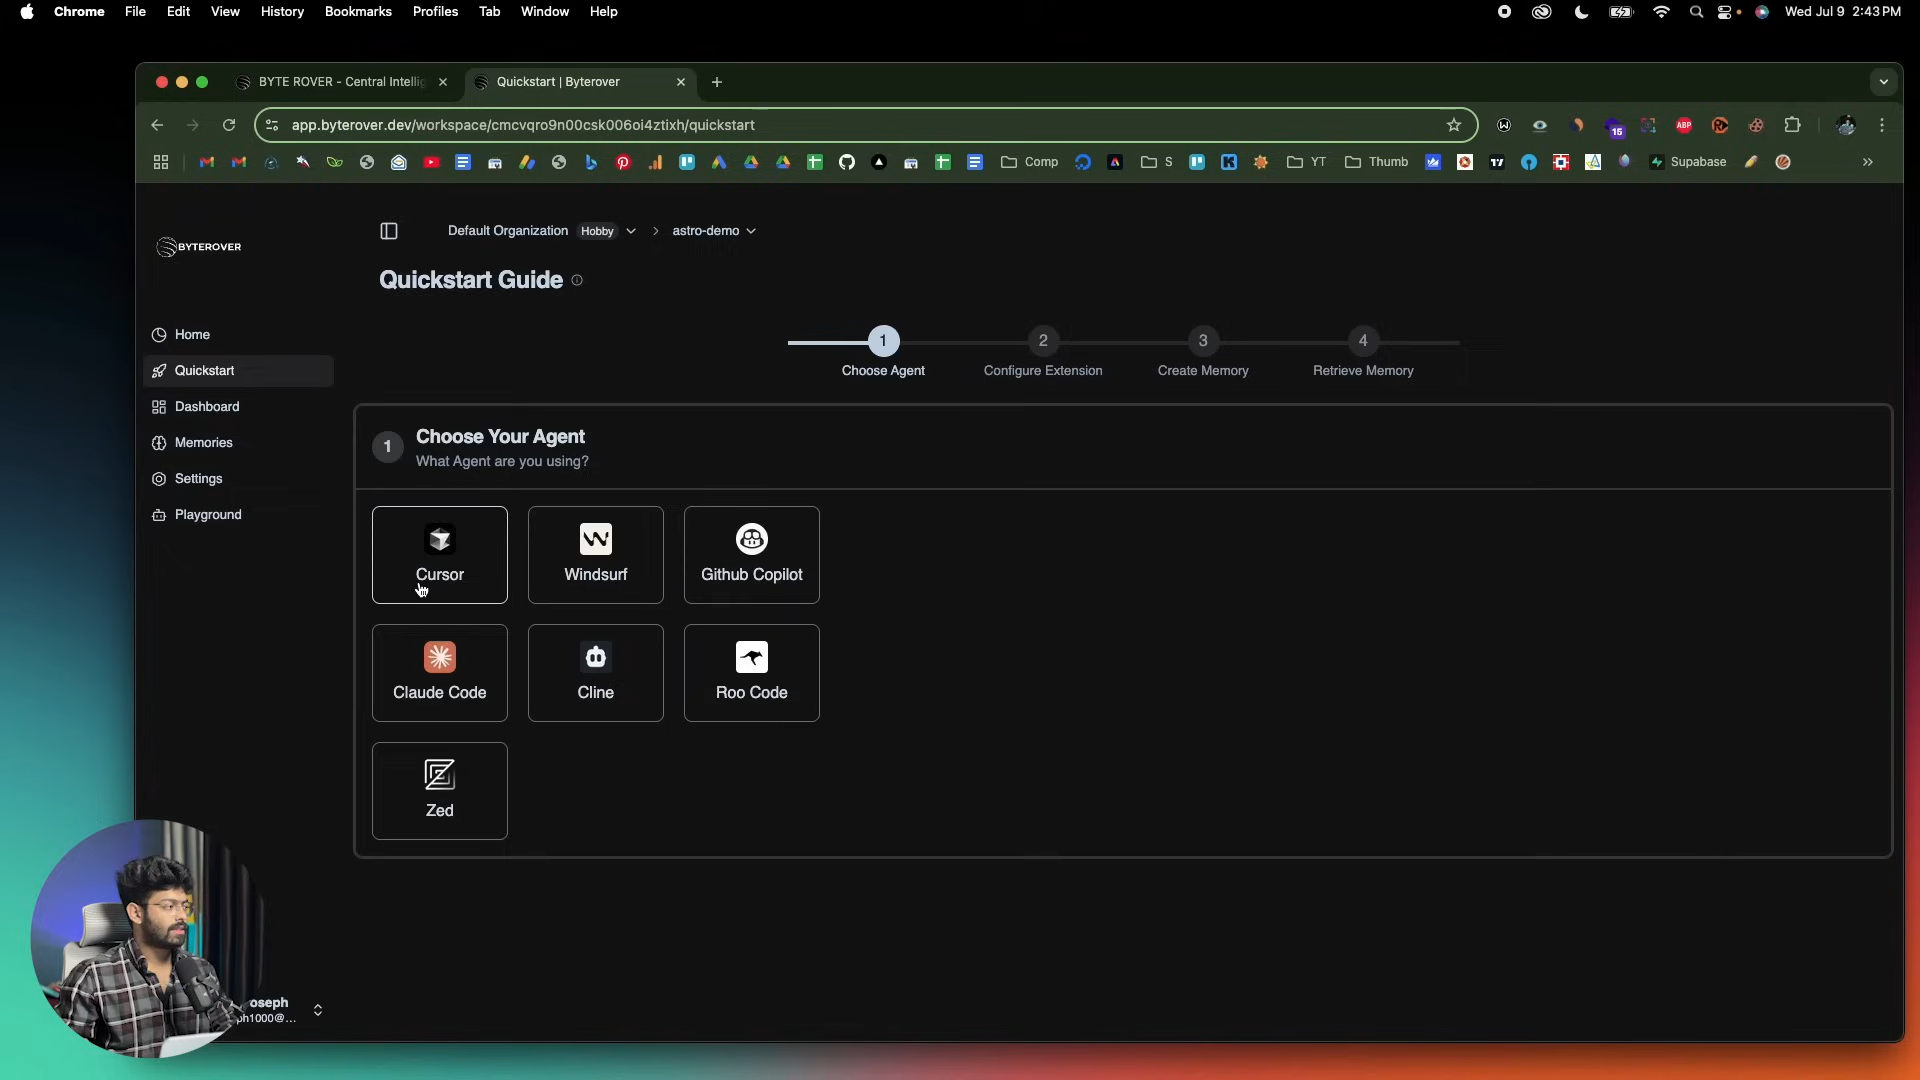 Chrome File Edit View History Bookmarks Profiles Tab Window Help
Wed Jul 9 2:43 PM
BYTE ROVER - Central Intelli
Quickstart | Byterover
app.byterover.dev/workspace/cmcvqro9n00csk006oi4ztixh/quickstart
15
ABP
Comp
S
YT
Thumb
Supabase
BYTEROVER
Default Organization Hobby
astro-demo
Quickstart Guide
Home
Quickstart
Dashboard
Memories
Settings
Playground
1
2
3
4
Choose Agent
Configure Extension
Create Memory
Retrieve Memory
1
Choose Your Agent
What Agent are you using?
Cursor
Windsurf
Github Copilot
Claude Code
Cline
Roo Code
Zed
oseph
ph1000@...